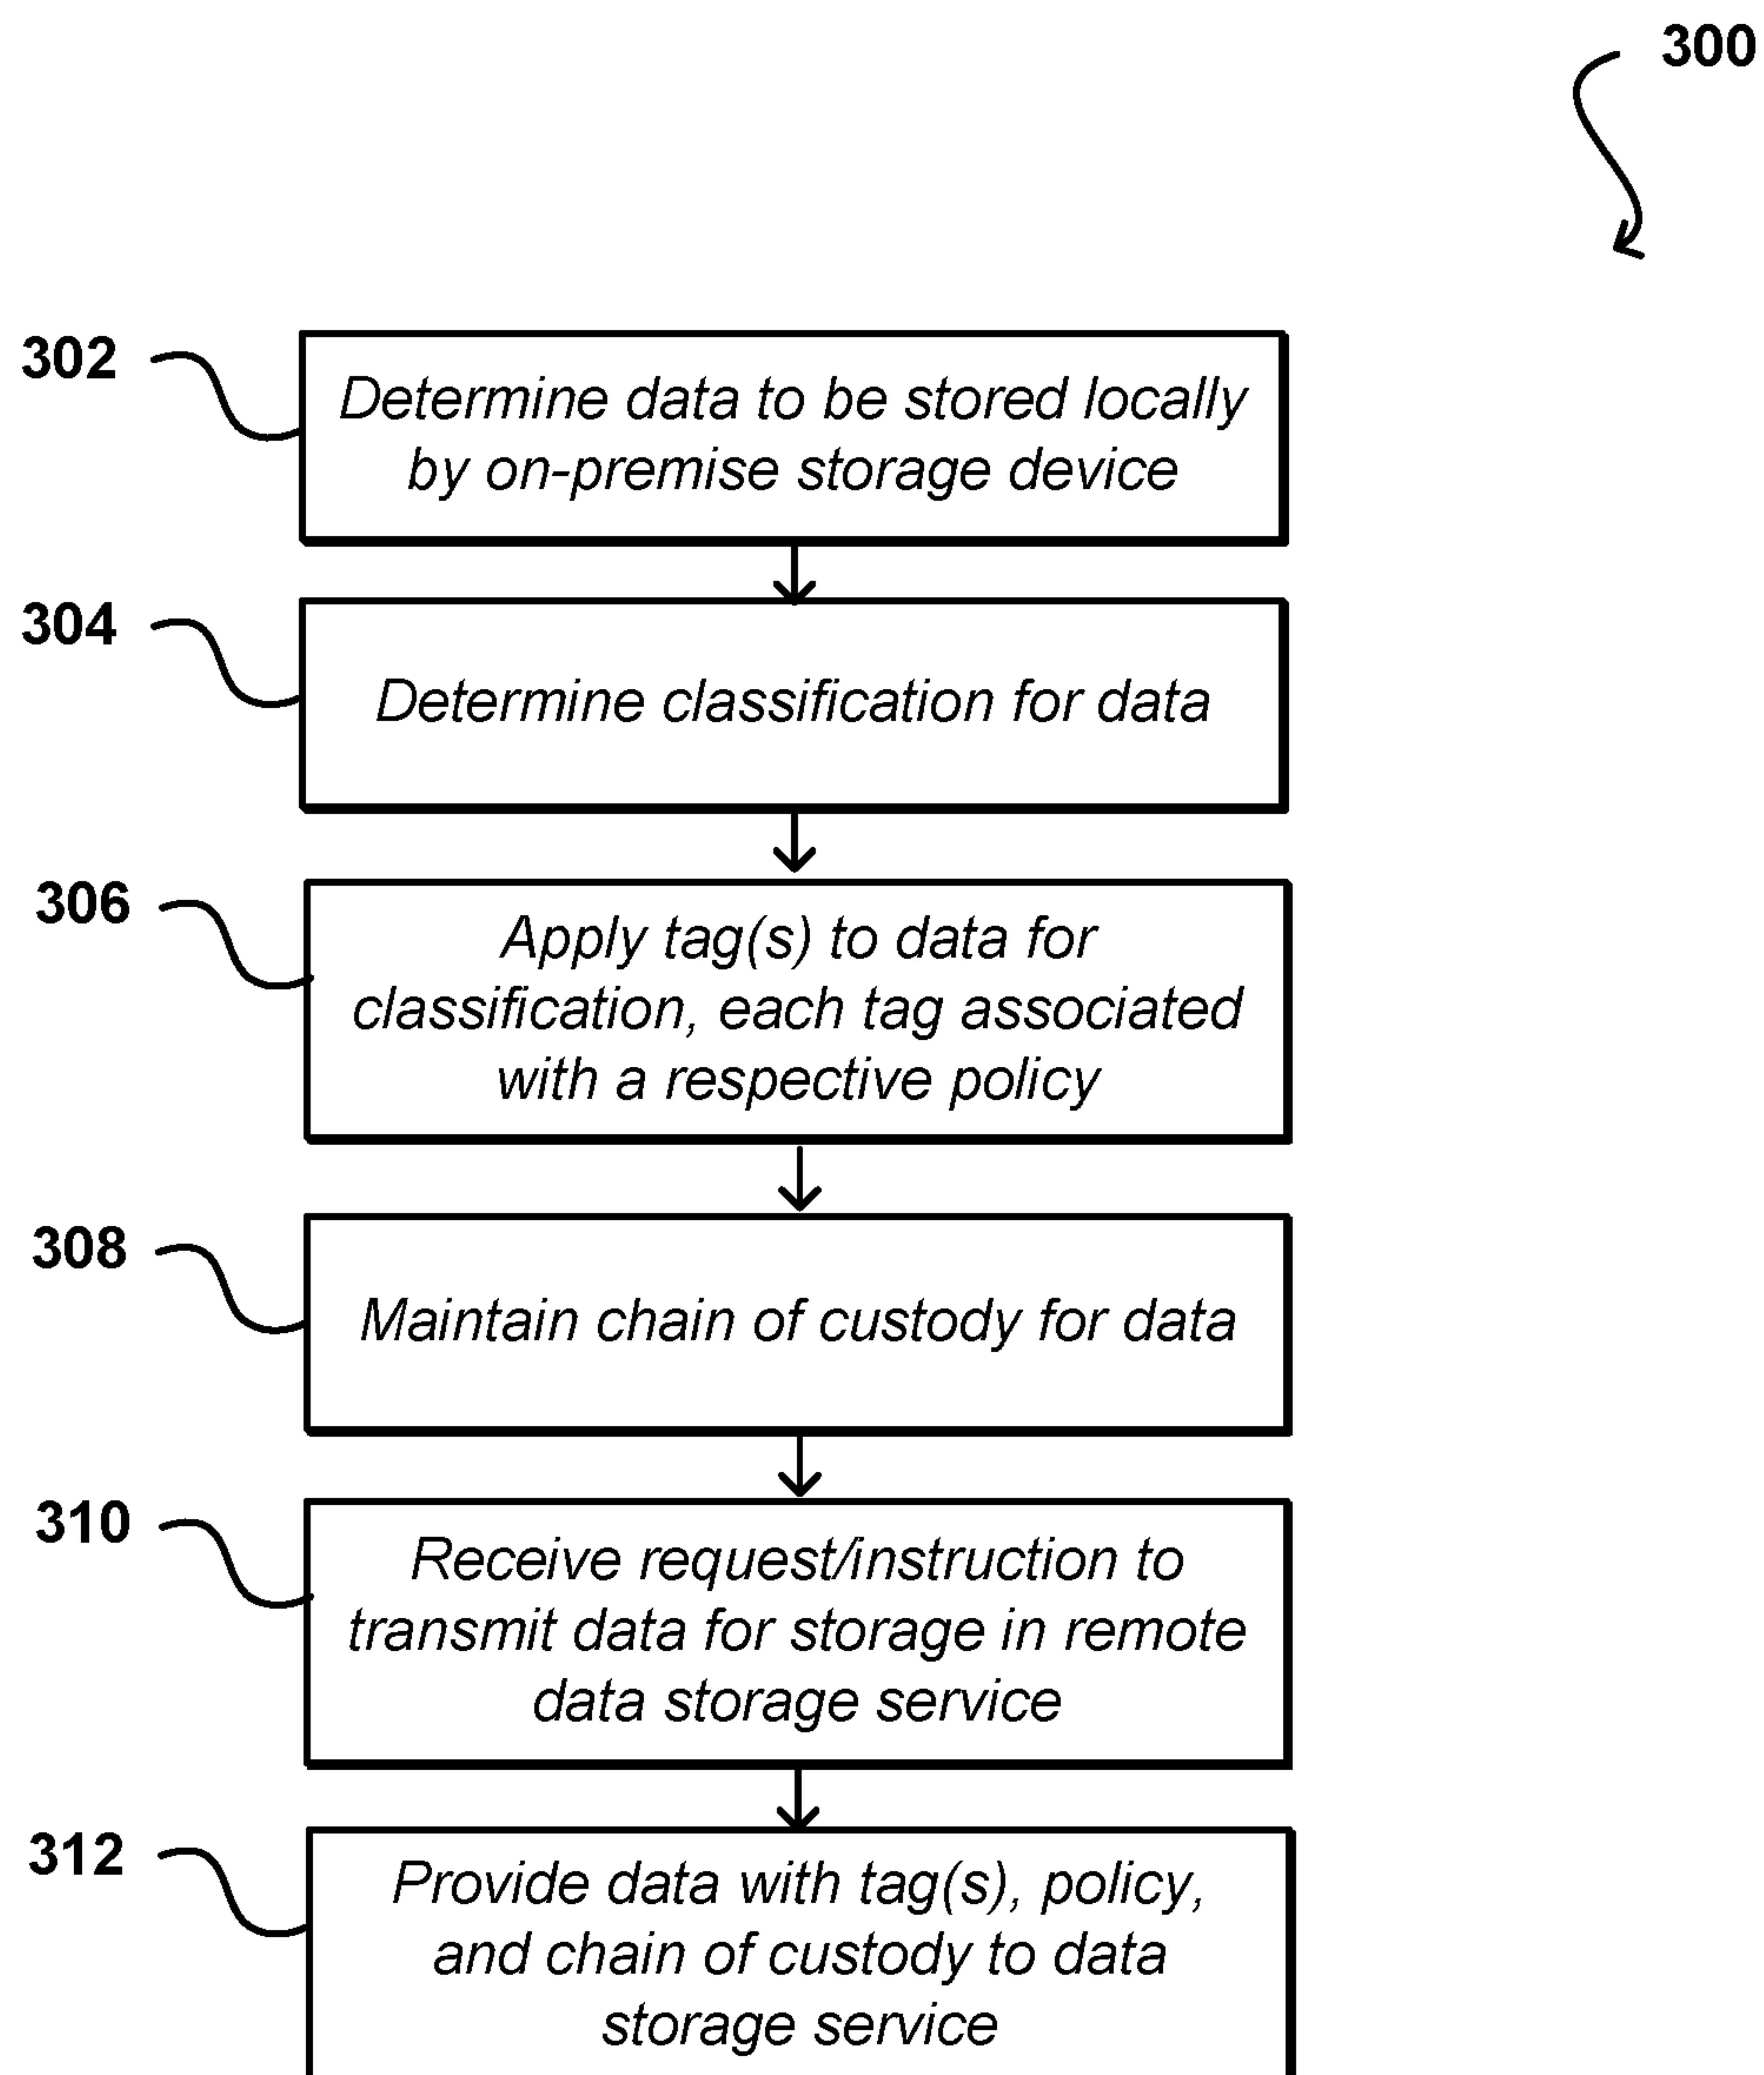 300
302
Determine data to be stored locally
by on-premise storage device
304
Determine classification for data
306
Apply tag(s) to data for
classification, each tag associated
with a respective policy
308
Maintain chain of custody for data
310
Receive request/instruction to
transmit data for storage in remote
data storage service
312
Provide data with tag(s), policy,
and chain of custody to data
storage service